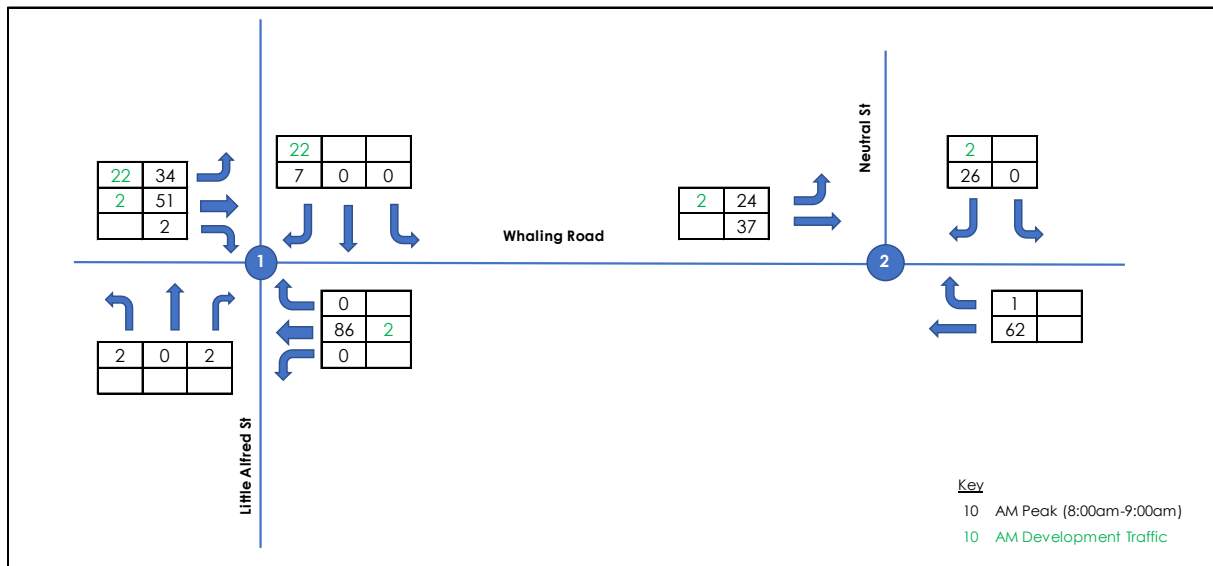 Neutral St
22
7 0 0
2
26 0
22 34
2 51
2
2 24
37
Whaling Road
1
2
0
86 2
0
1
62
2 0 2
Little Alfred St
Key
10 AM Peak (8:00am-9:00am)
10 AM Development Traffic